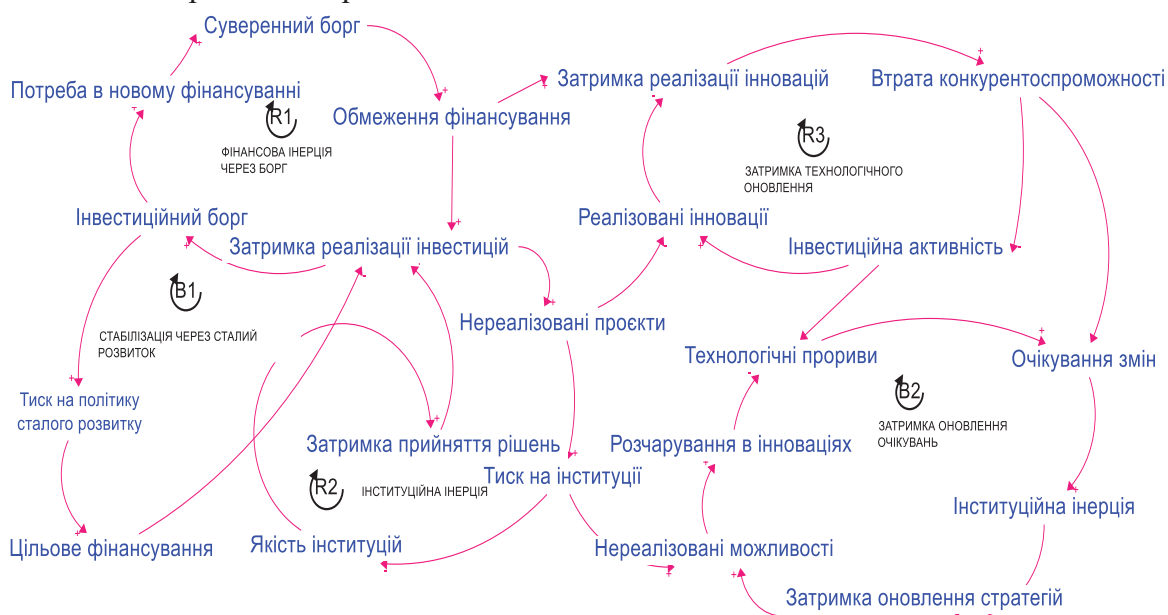 Суверенний борг
Потреба в новому фінансуванні
Обмеження фінансування
Затримка реалізації інновацій
Втрата конкурентоспроможності
R1
ФІНАНСОВА ІНЕРЦІЯ
ЧЕРЕЗ БОРГ
R3
ЗАТРИМКА ТЕХНОЛОГІЧНОГО
ОНОВЛЕННЯ
Інвестиційний борг
Затримка реалізації інвестицій
Реалізовані інновації
Інвестиційна активність
B1
СТАБІЛІЗАЦІЯ ЧЕРЕЗ СТАЛИЙ
РОЗВИТОК
Нереалізовані проєкти
Технологічні прориви
Очікування змін
Тиск на політику
сталого розвитку
B2
ЗАТРИМКА ОНОВЛЕННЯ
ОЧІКУВАНЬ
Затримка прийняття рішень
Розчарування в інноваціях
Тиск на інституції
R2
ІНСТИТУЦІЙНА ІНЕРЦІЯ
Інституційна інерція
Цільове фінансування
Якість інституцій
Нереалізовані можливості
Затримка оновлення стратегій